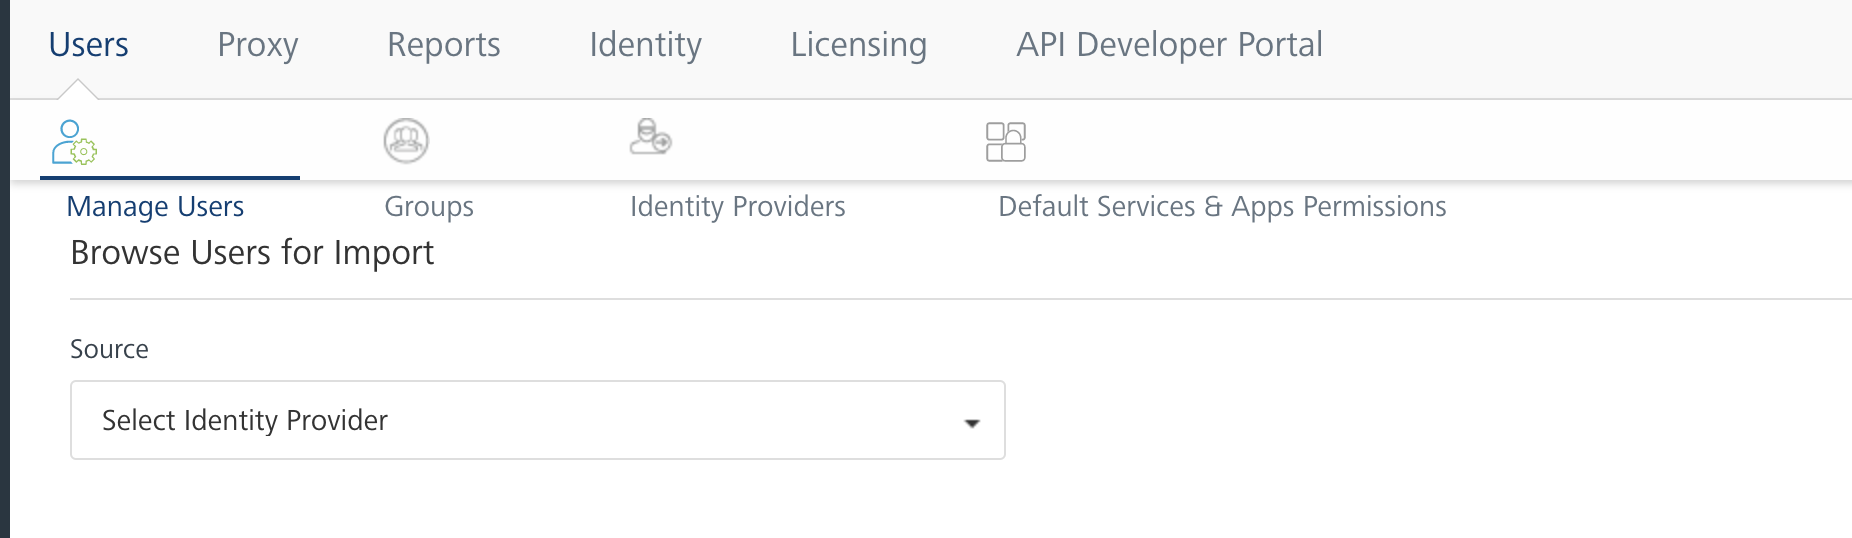 Users Proxy Reports Identity Licensing API Developer Portal
Manage Users Groups Identity Providers Default Services & Apps Permissions
Browse Users for Import
Source
Select Identity Provider